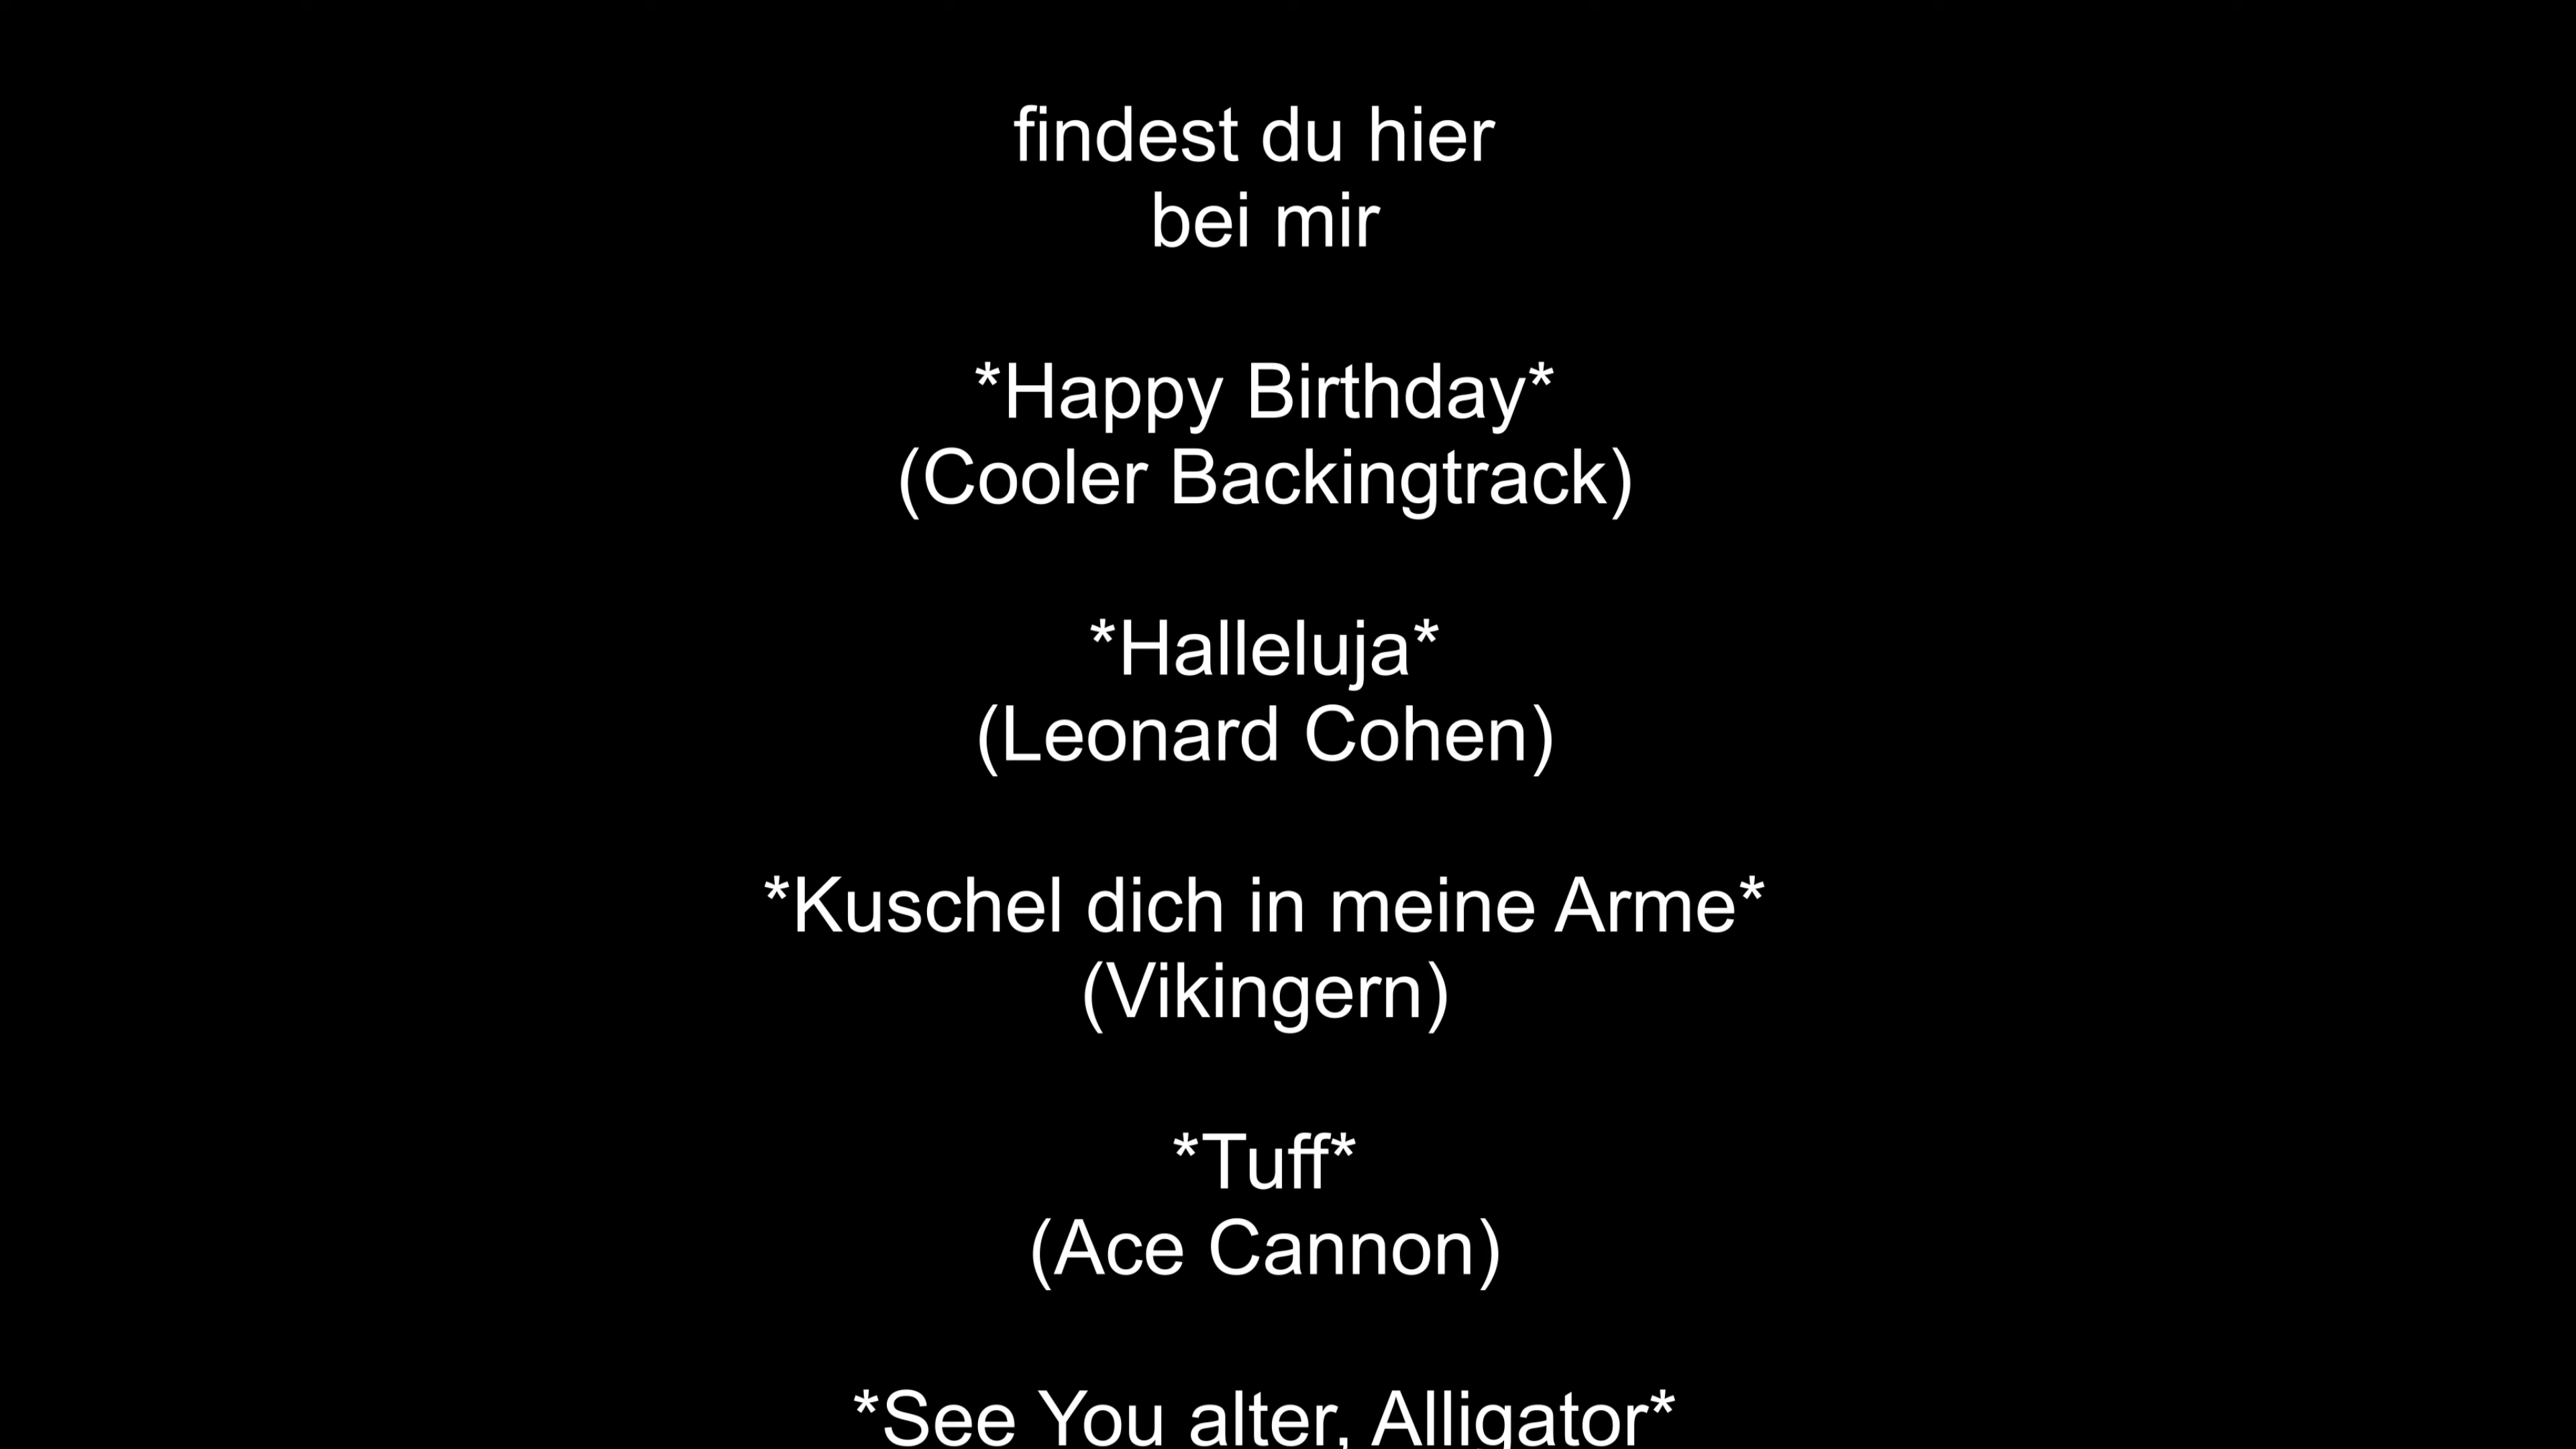 findest du hier
bei mir
*Happy Birthday*
(Cooler Backingtrack)
*Halleluja*
(Leonard Cohen)
*Kuschel dich in meine Arme*
(Vikingern)
*Tuff*
(Ace Cannon)
*See You alter, Alligator*